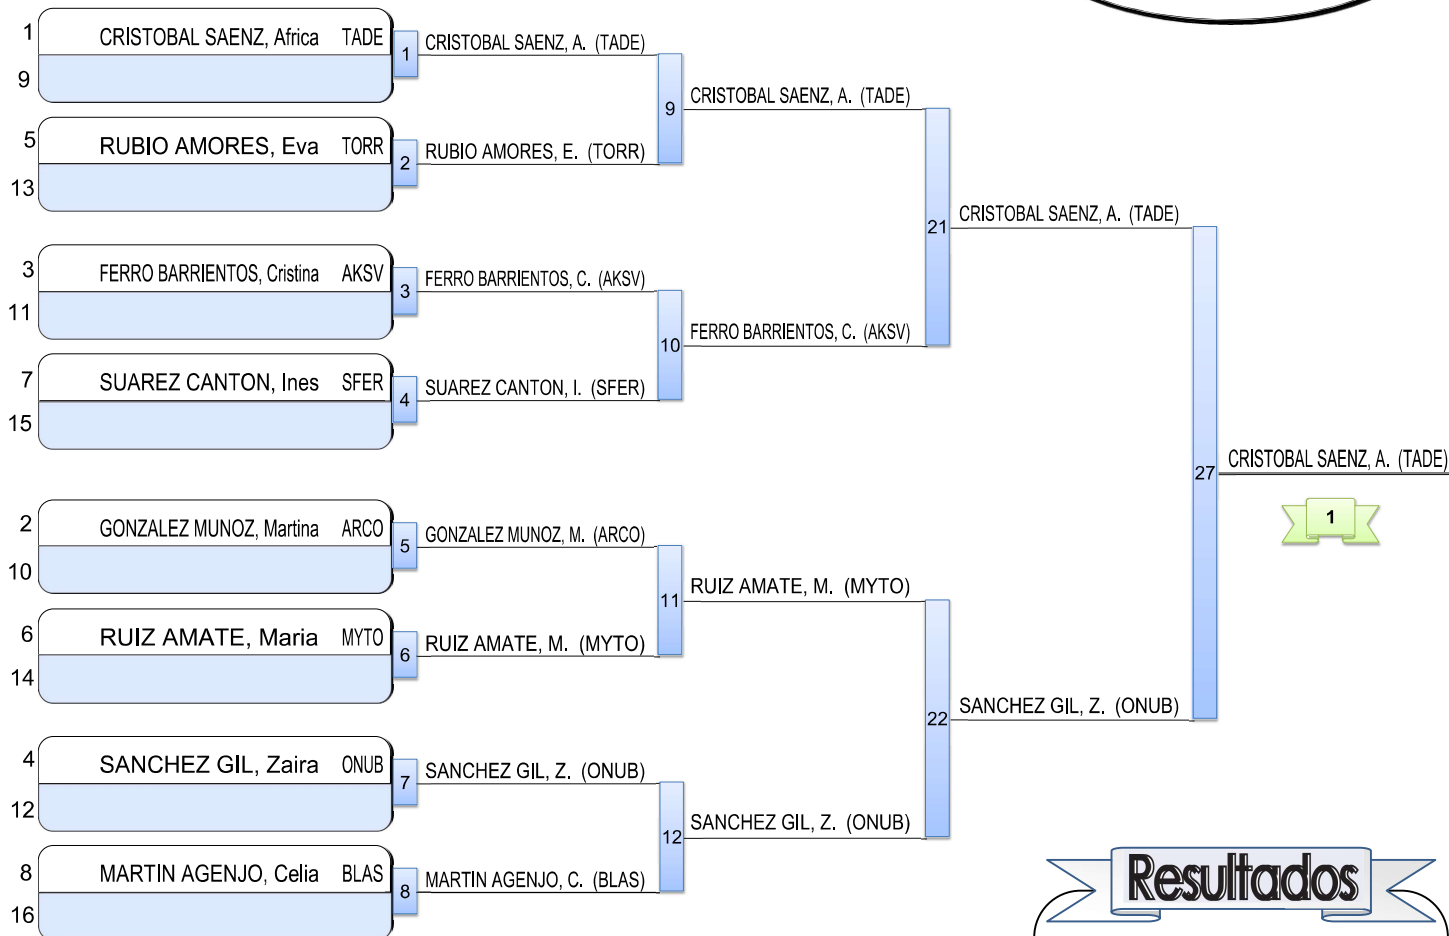 1 CRISTOBAL SAENZ, Africa TADE
9
1 CRISTOBAL SAENZ, A. (TADE)
5 RUBIO AMORES, Eva TORR
13
2 RUBIO AMORES, E. (TORR)
9 CRISTOBAL SAENZ, A. (TADE)
3 FERRO BARRIENTOS, Cristina AKSV
11
3 FERRO BARRIENTOS, C. (AKSV)
7 SUAREZ CANTON, Ines SFER
15
4 SUAREZ CANTON, I. (SFER)
10 FERRO BARRIENTOS, C. (AKSV)
21 CRISTOBAL SAENZ, A. (TADE)
2 GONZALEZ MUNOZ, Martina ARCO
10
5 GONZALEZ MUNOZ, M. (ARCO)
6 RUIZ AMATE, Maria MYTO
14
6 RUIZ AMATE, M. (MYTO)
11 RUIZ AMATE, M. (MYTO)
4 SANCHEZ GIL, Zaira ONUB
12
7 SANCHEZ GIL, Z. (ONUB)
8 MARTIN AGENJO, Celia BLAS
16
8 MARTIN AGENJO, C. (BLAS)
12 SANCHEZ GIL, Z. (ONUB)
22 SANCHEZ GIL, Z. (ONUB)
27 CRISTOBAL SAENZ, A. (TADE)
1
Resultados